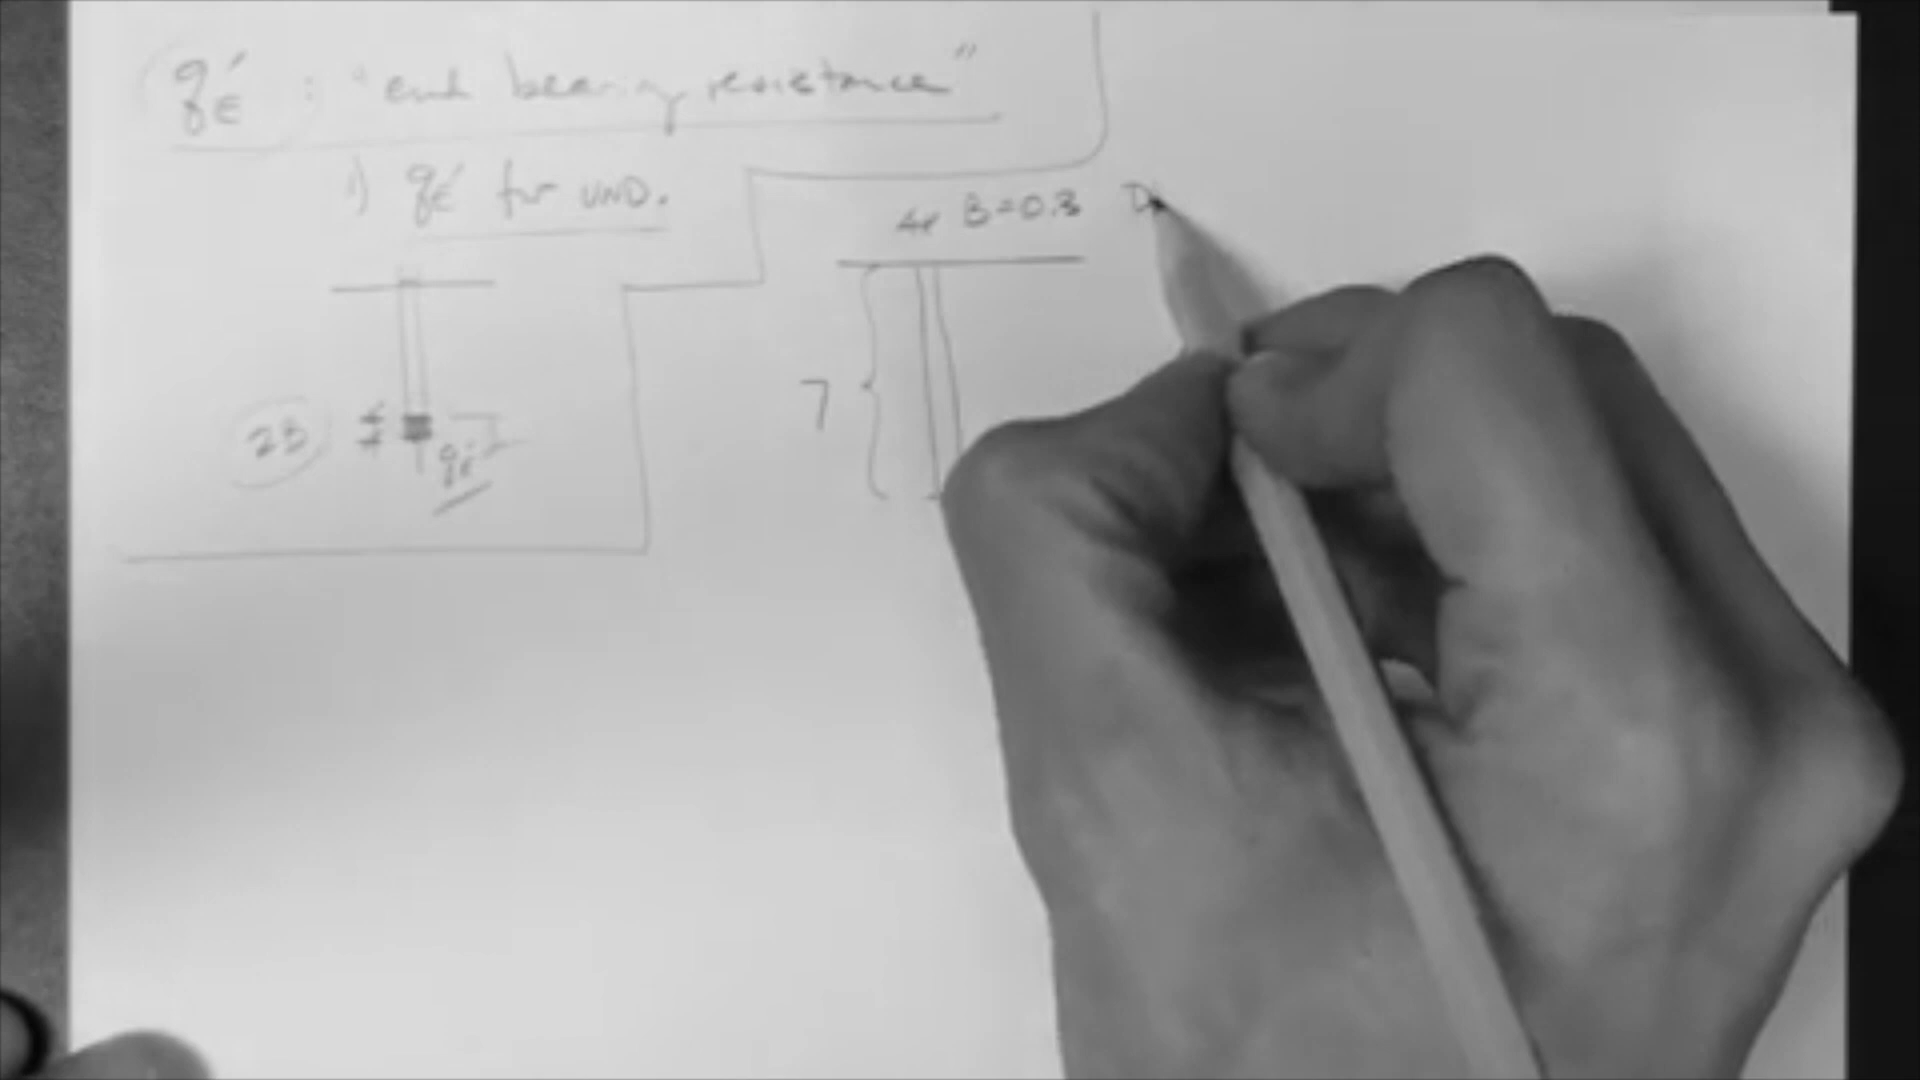 q'E : "end bearing resistance"
1) q'E for UND.
B=0.3 D
7
2B
q'E